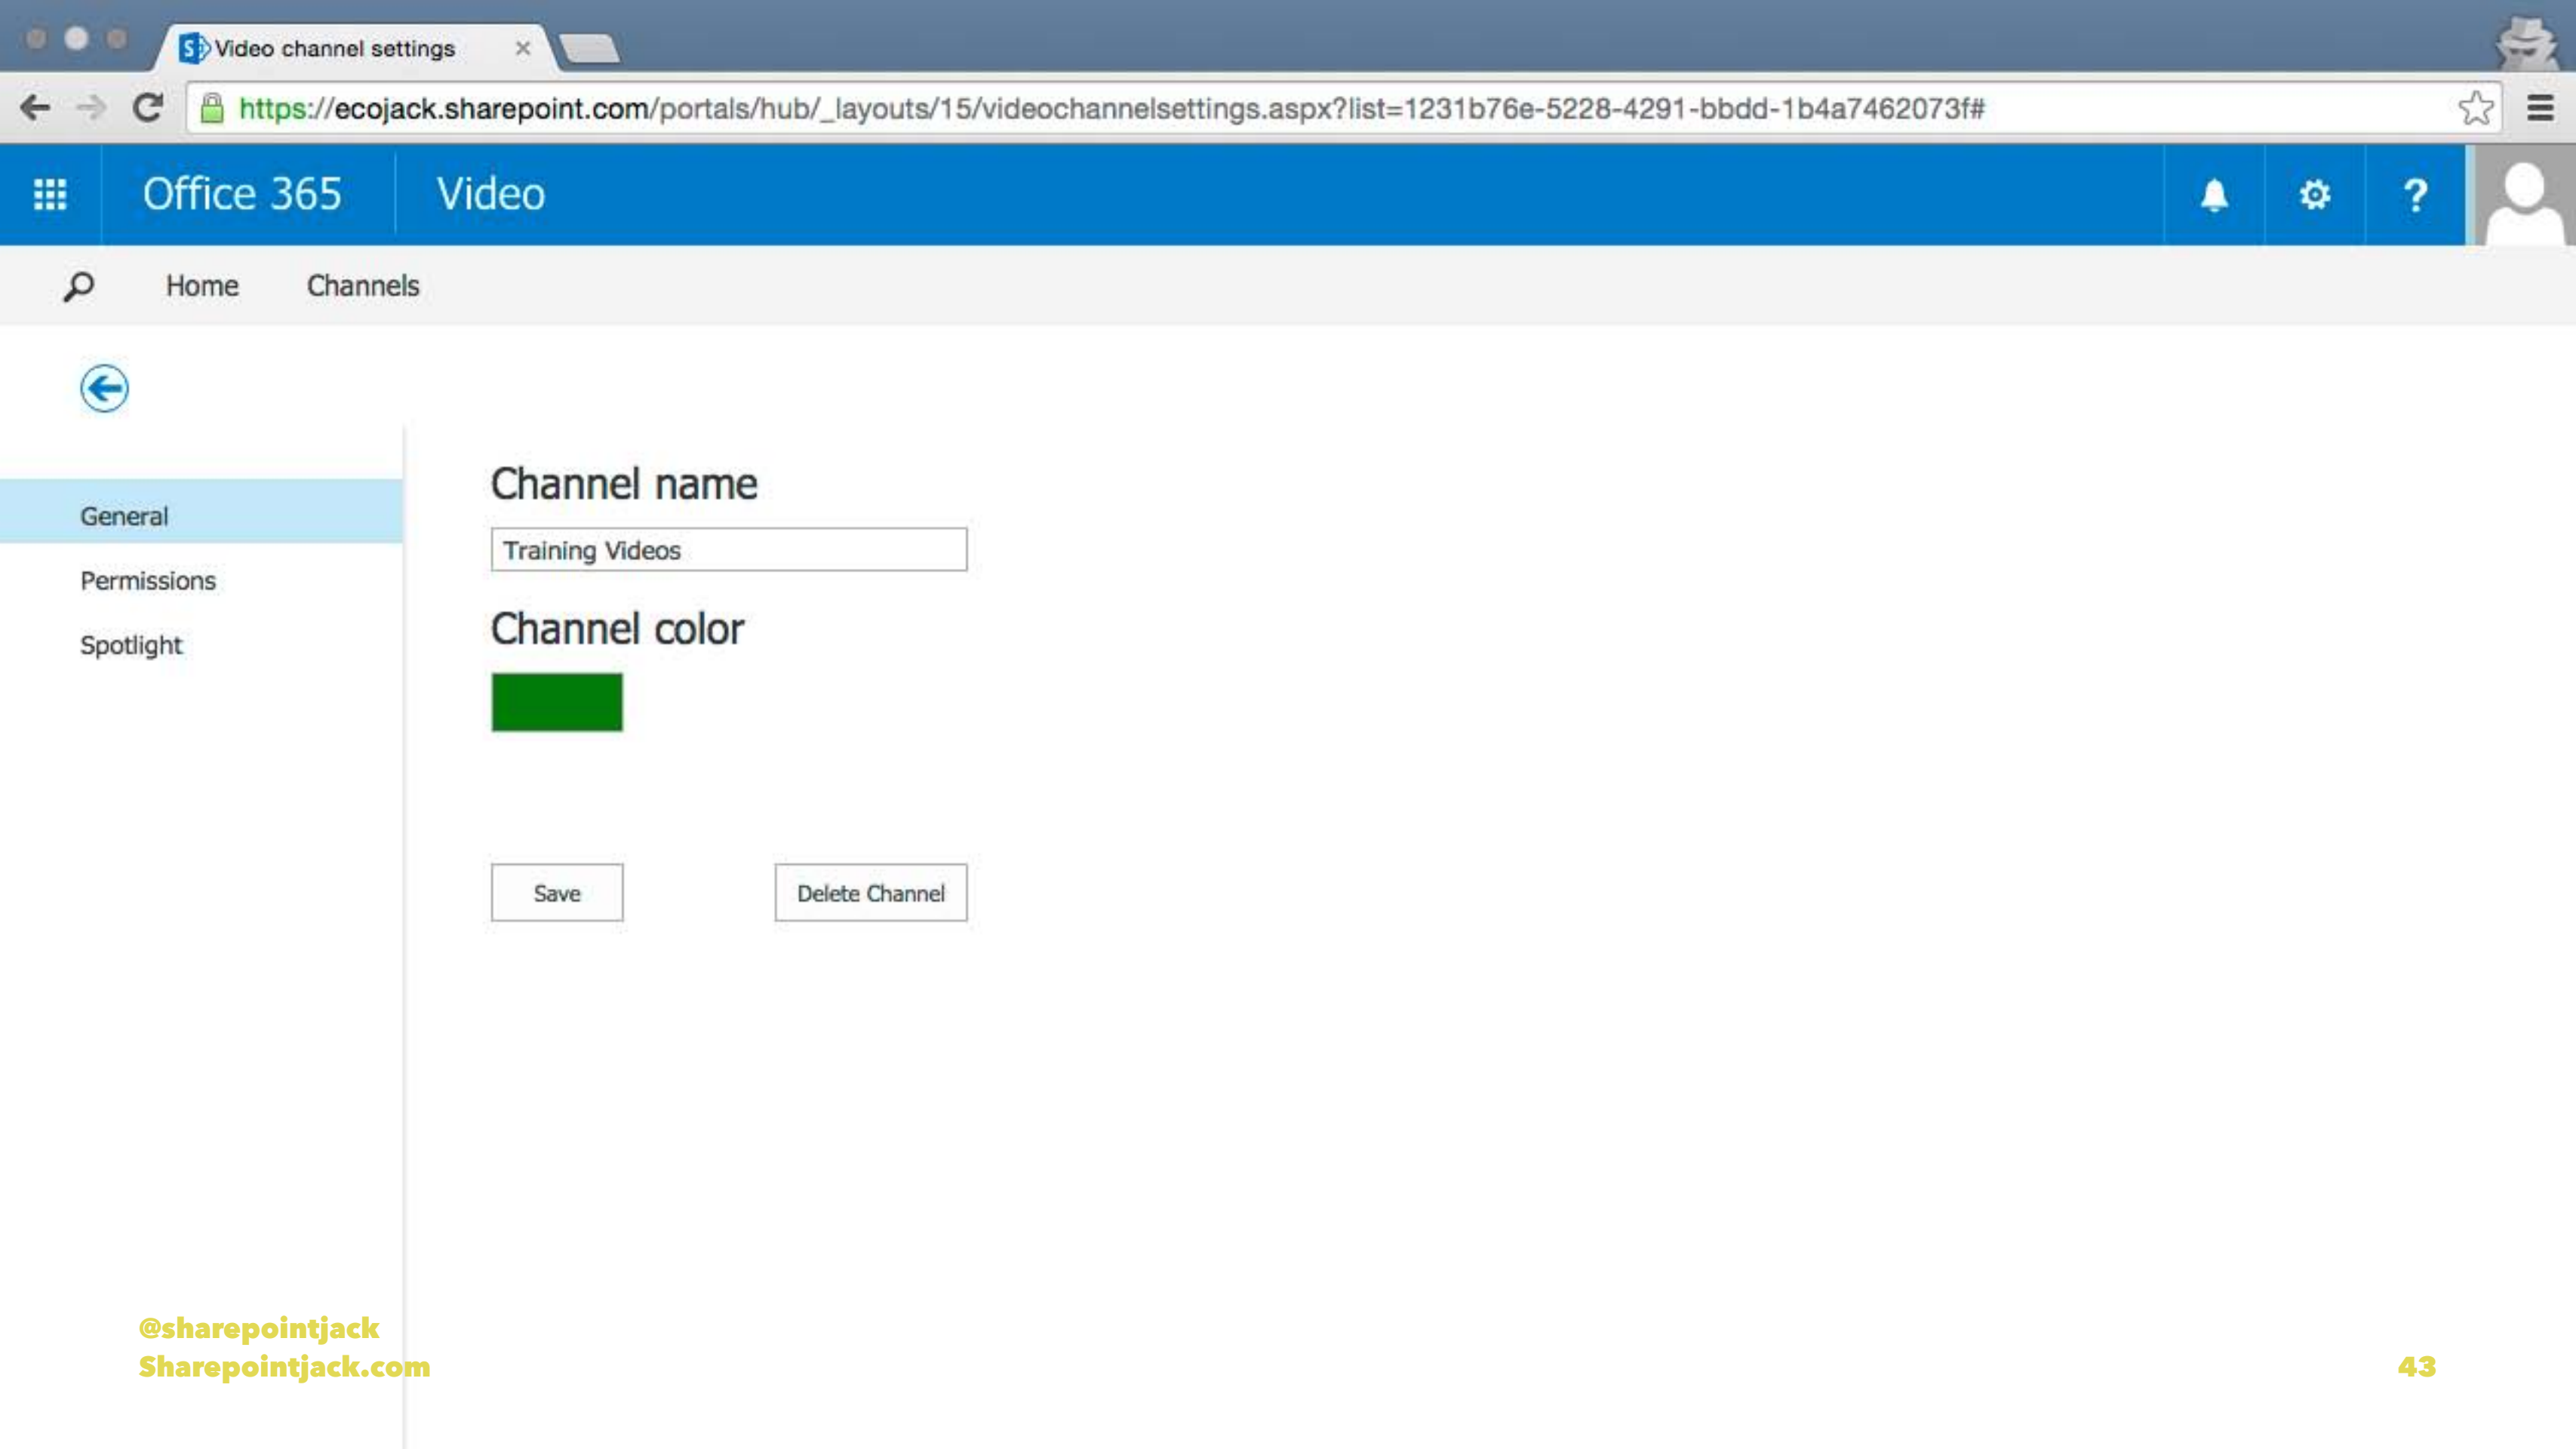 Video channel settings
https://ecojack.sharepoint.com/portals/hub/_layouts/15/videochannelsettings.aspx?list=1231b76e-5228-4291-bbdd-1b4a7462073f#
Office 365 Video
Home Channels
General
Permissions
Spotlight
Channel name
Training Videos
Channel color
Save Delete Channel
@sharepointjack
Sharepointjack.com
43